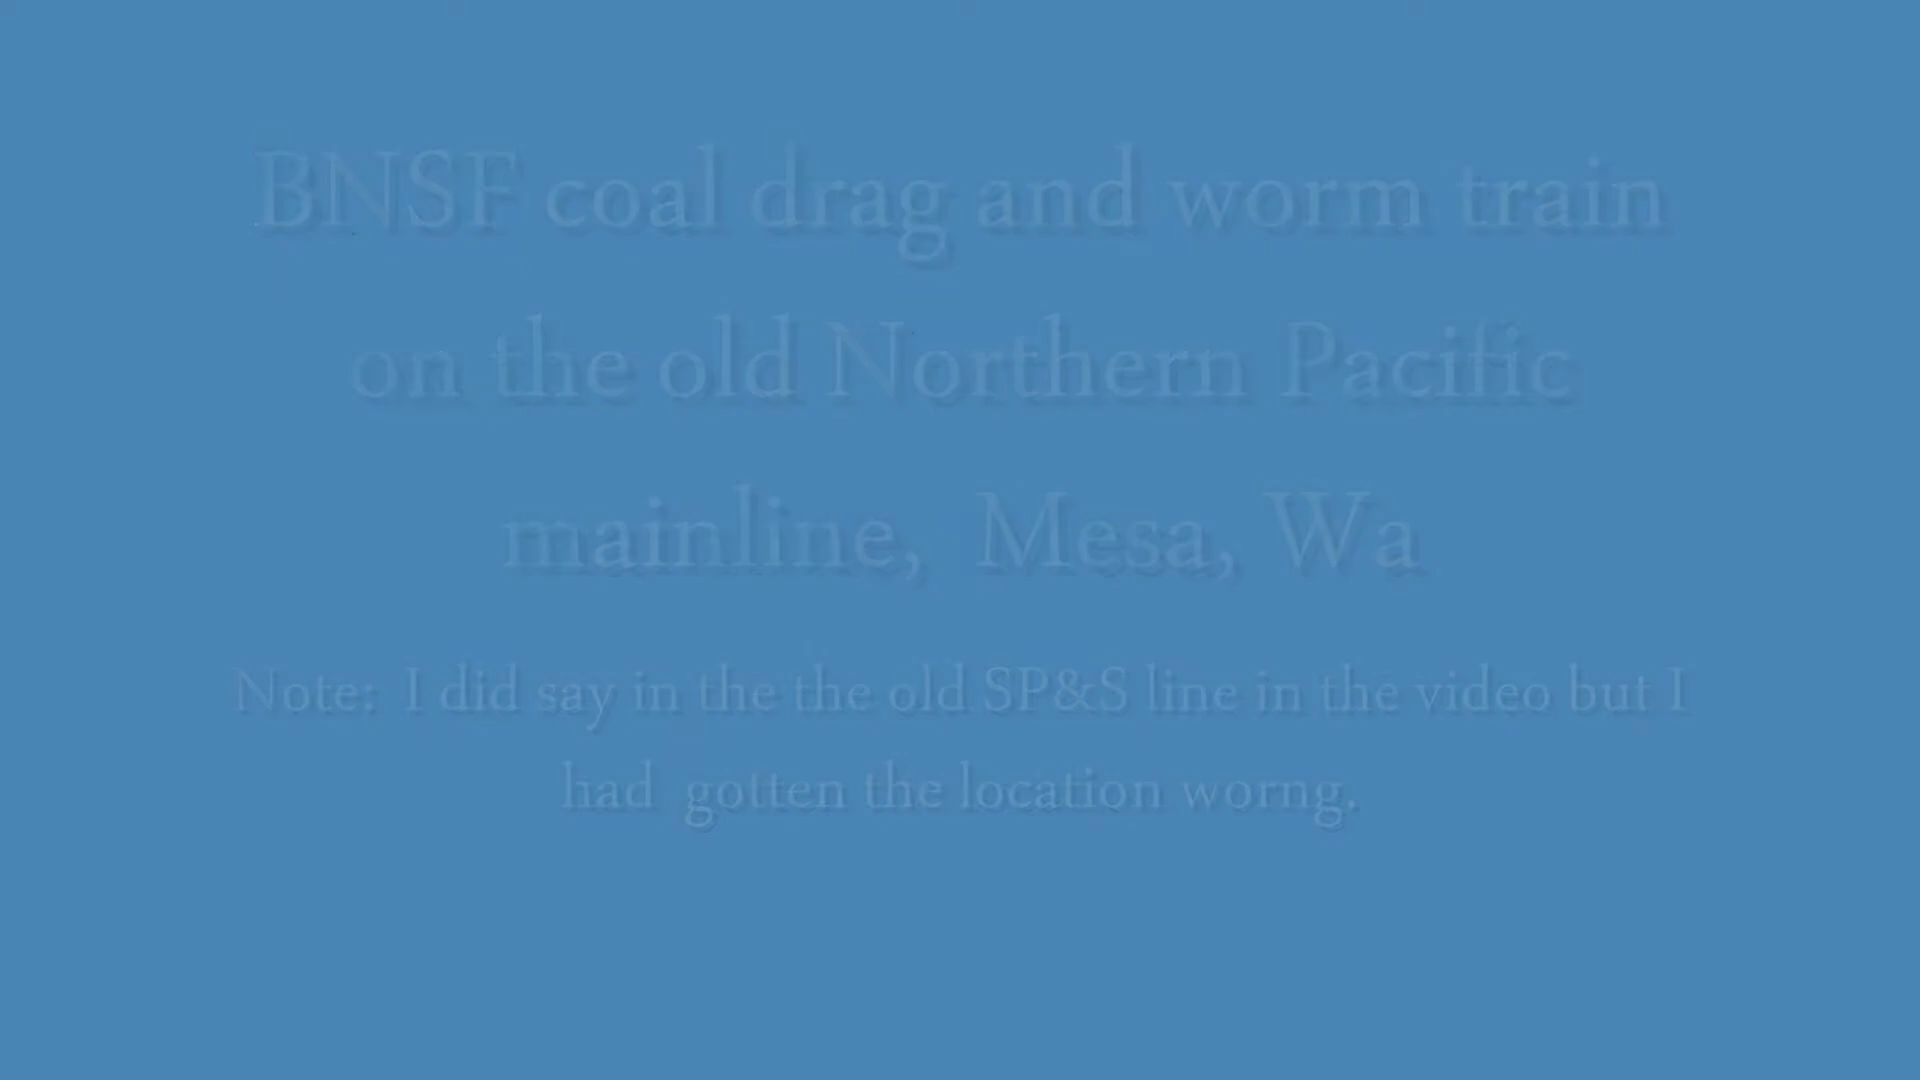 BNSF coal drag and worm train
on the old Northern Pacific
mainline, Mesa, Wa
Note: I did say in the the old SP&S line in the video but I
had gotten the location worng.